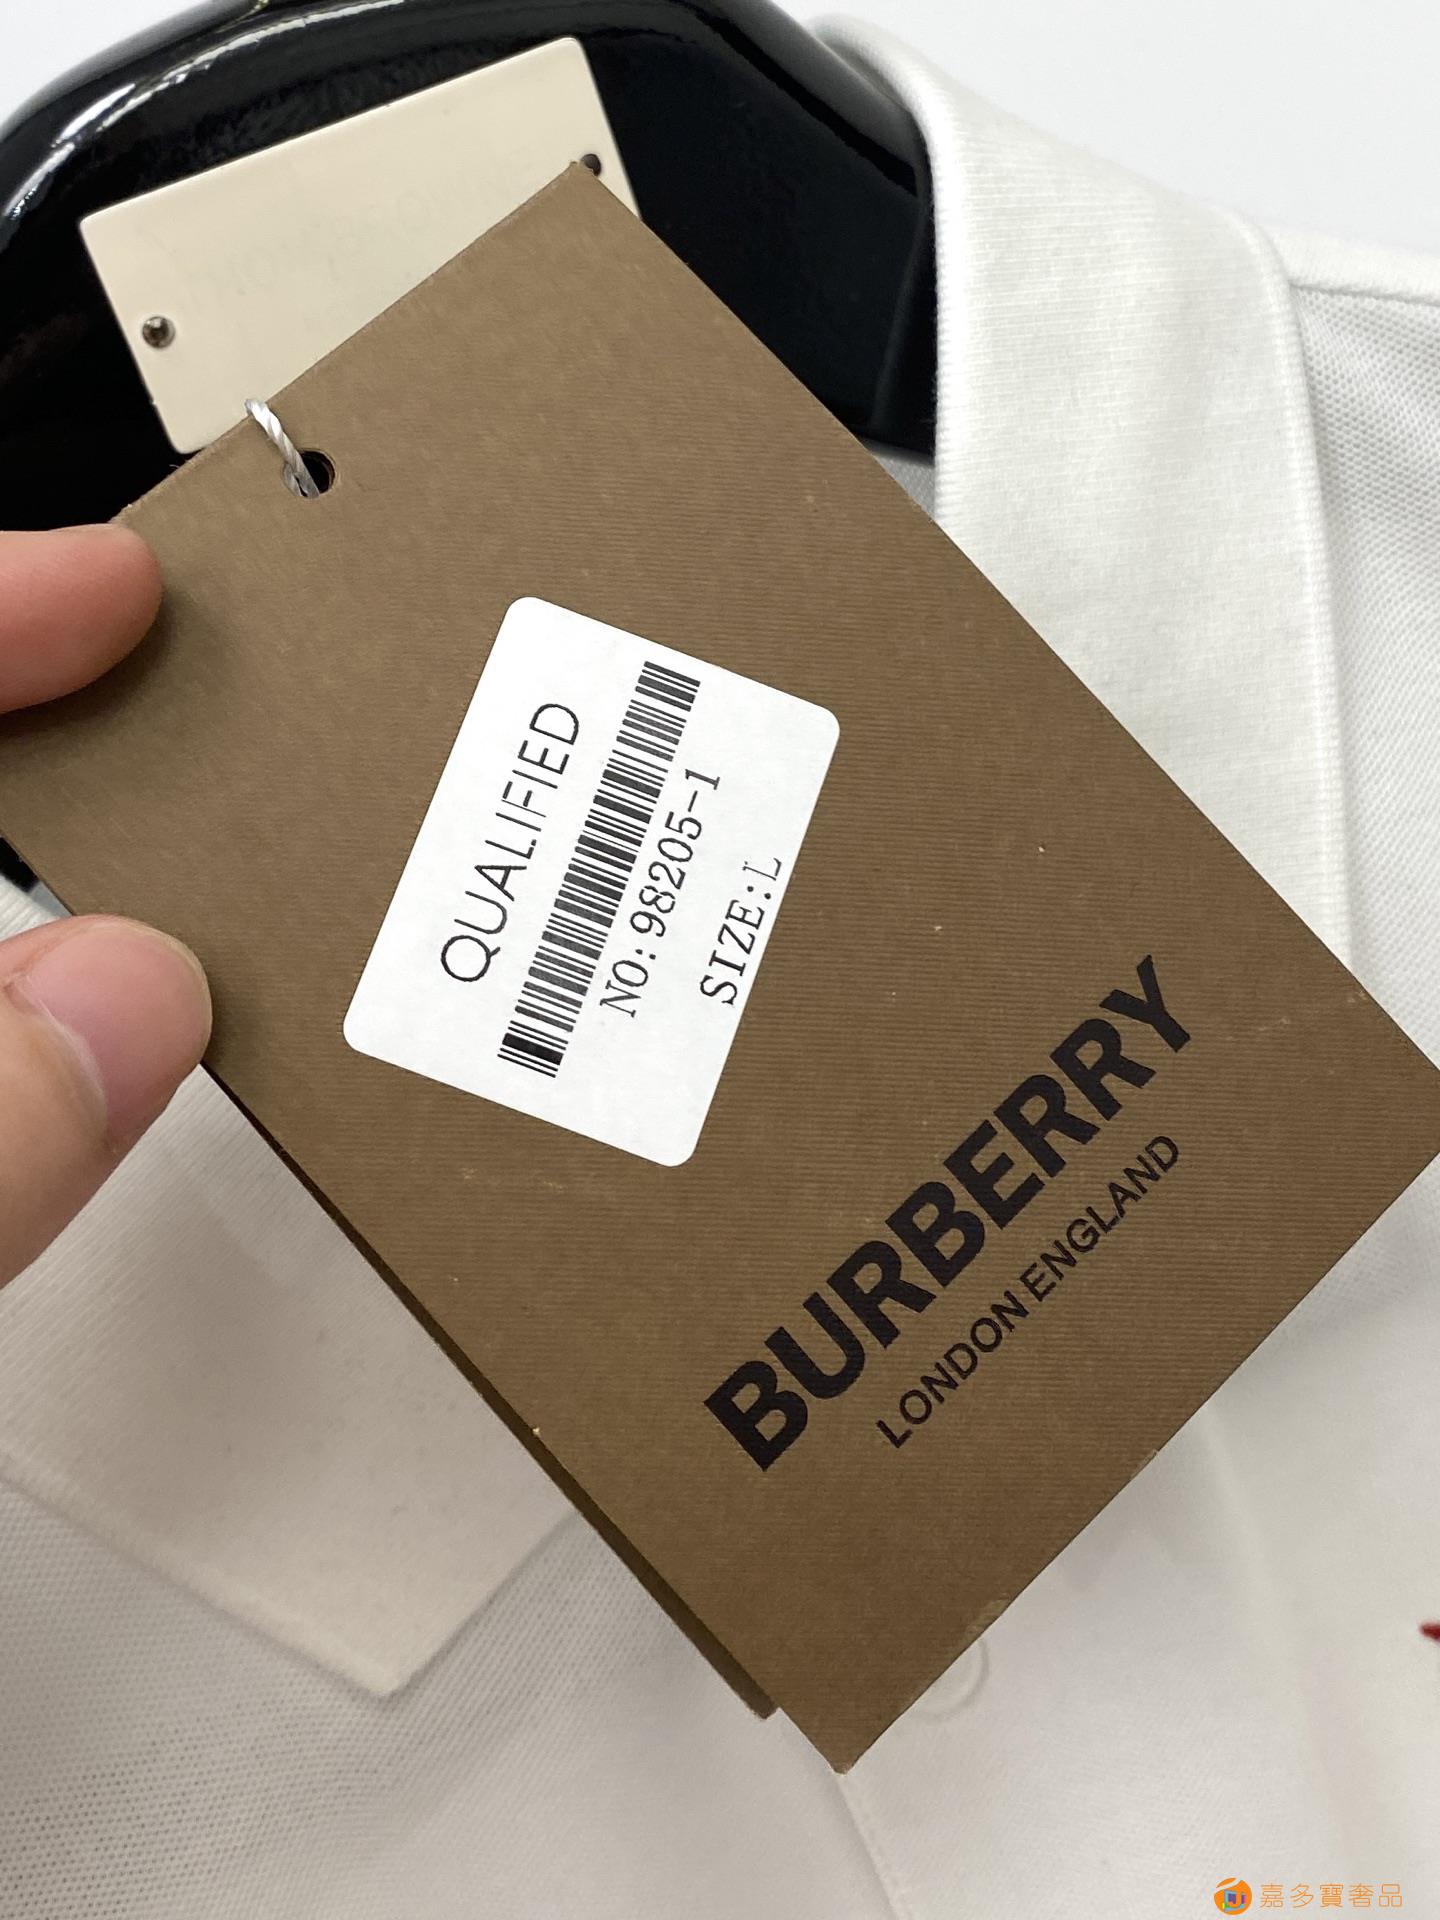 QUALIFIED
NO:98205-1
SIZE:L
BURBERRY
LONDON ENGLAND
嘉多寶奢品